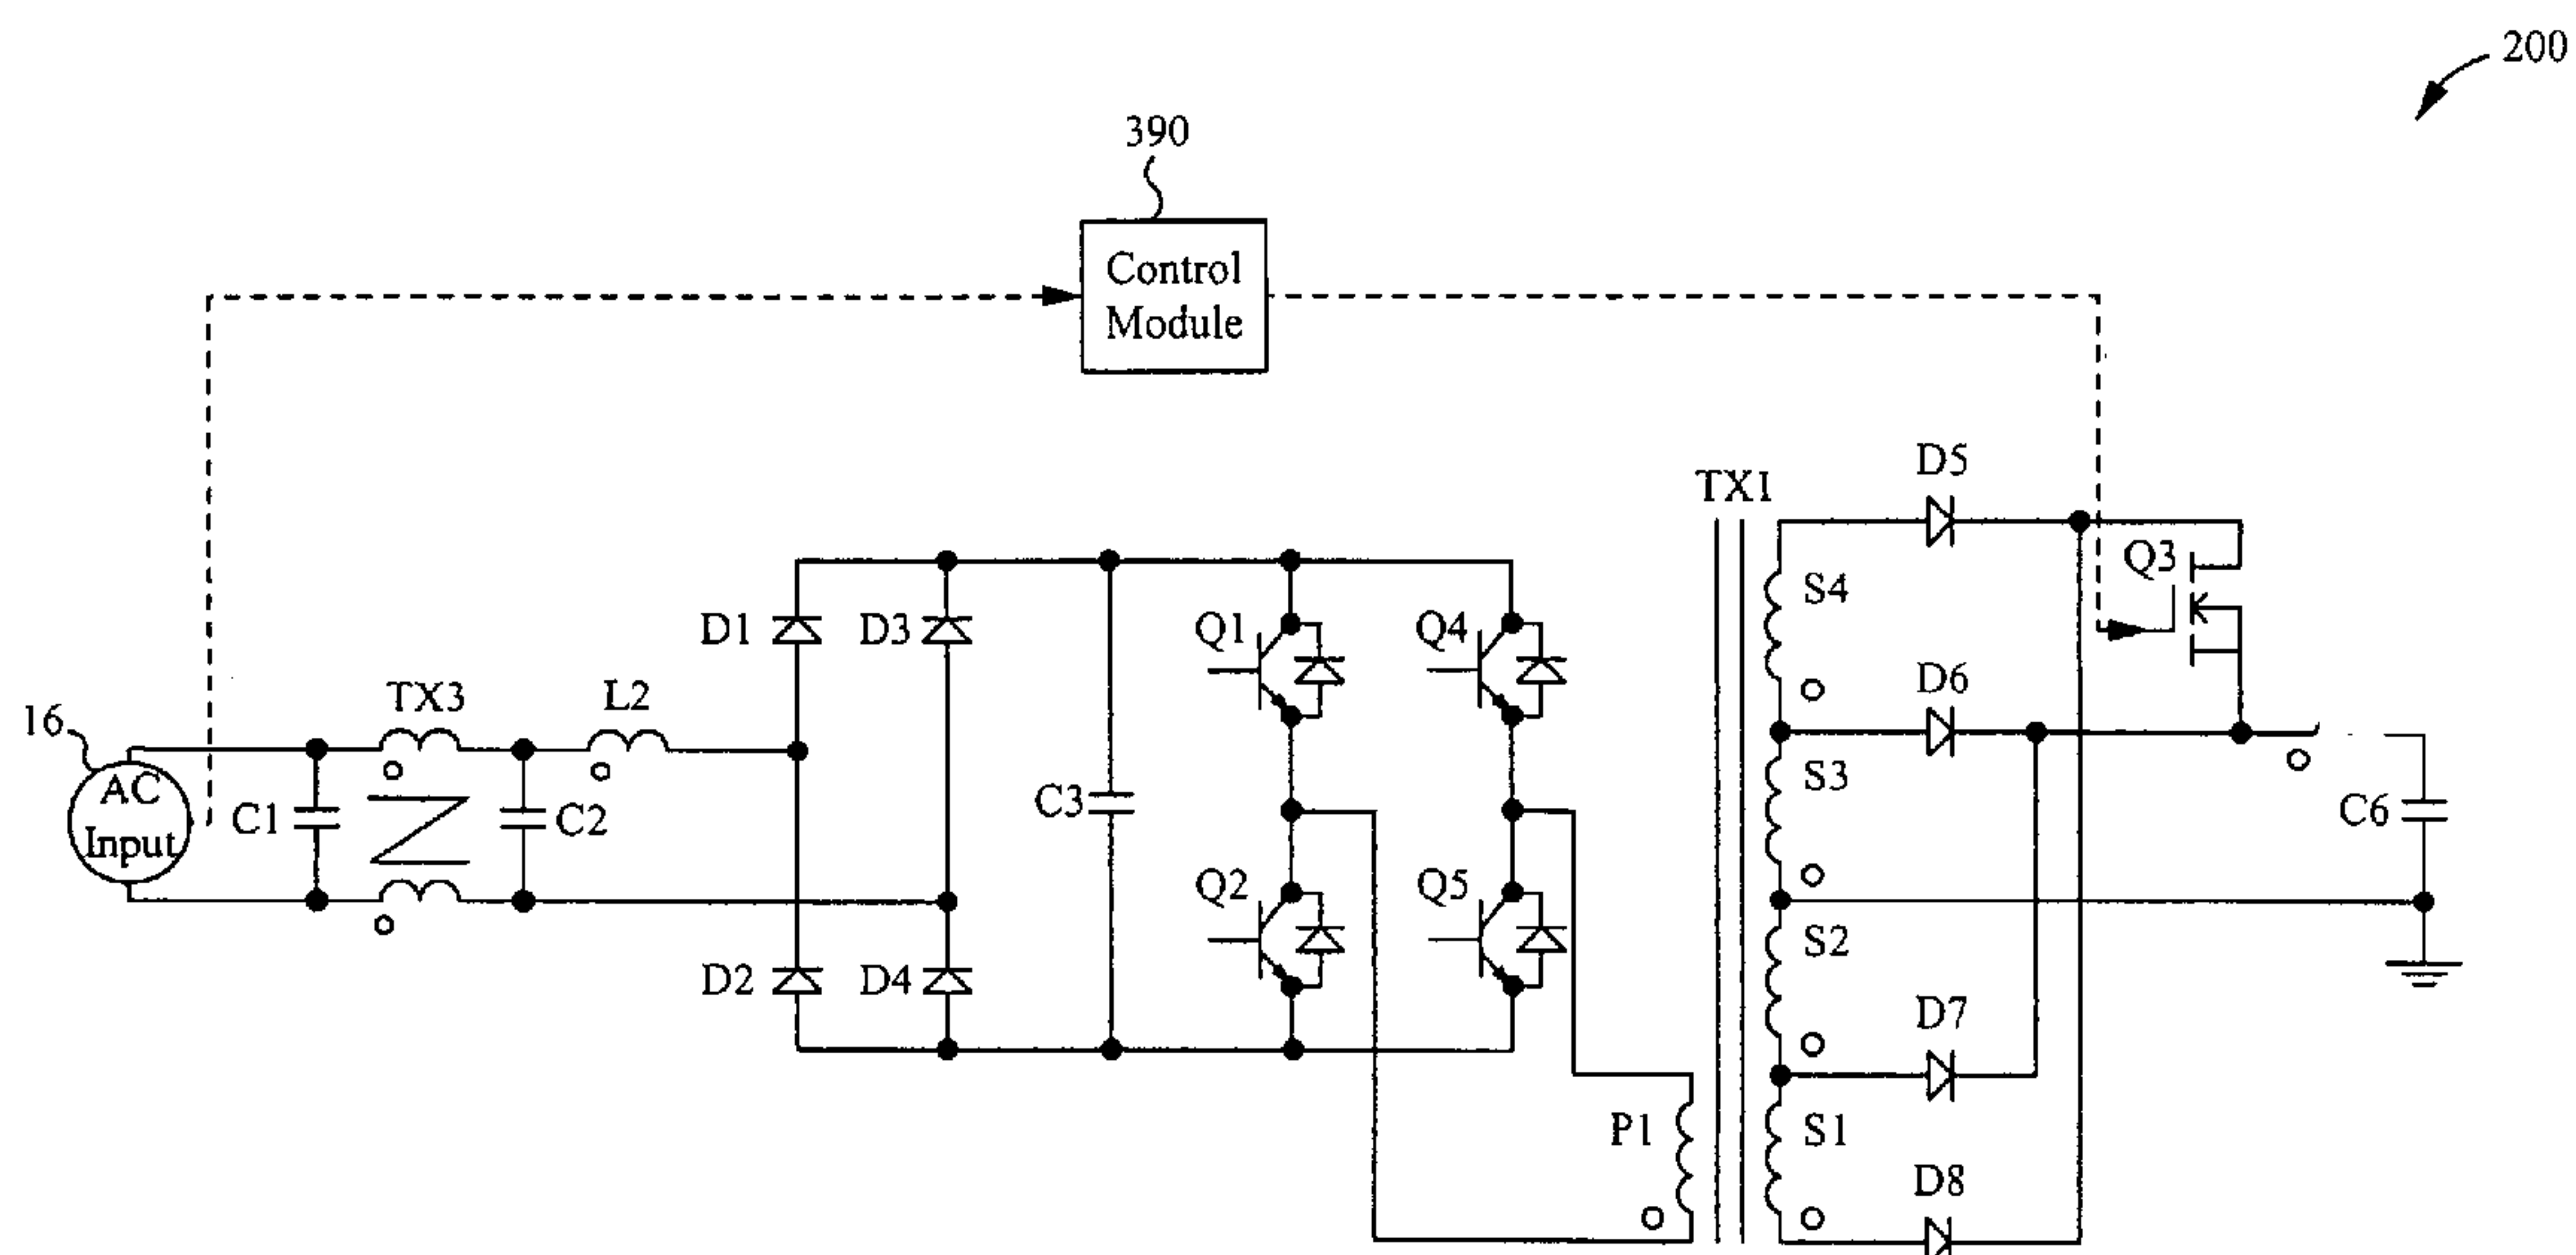 200
390
Control
Module
D5
TX1
Q3
S4
D1
D3
Q1
Q4
D6
TX3
L2
16
AC
Input
C1
C2
C3
S3
C6
Q2
Q5
S2
D2
D4
D7
P1
S1
D8